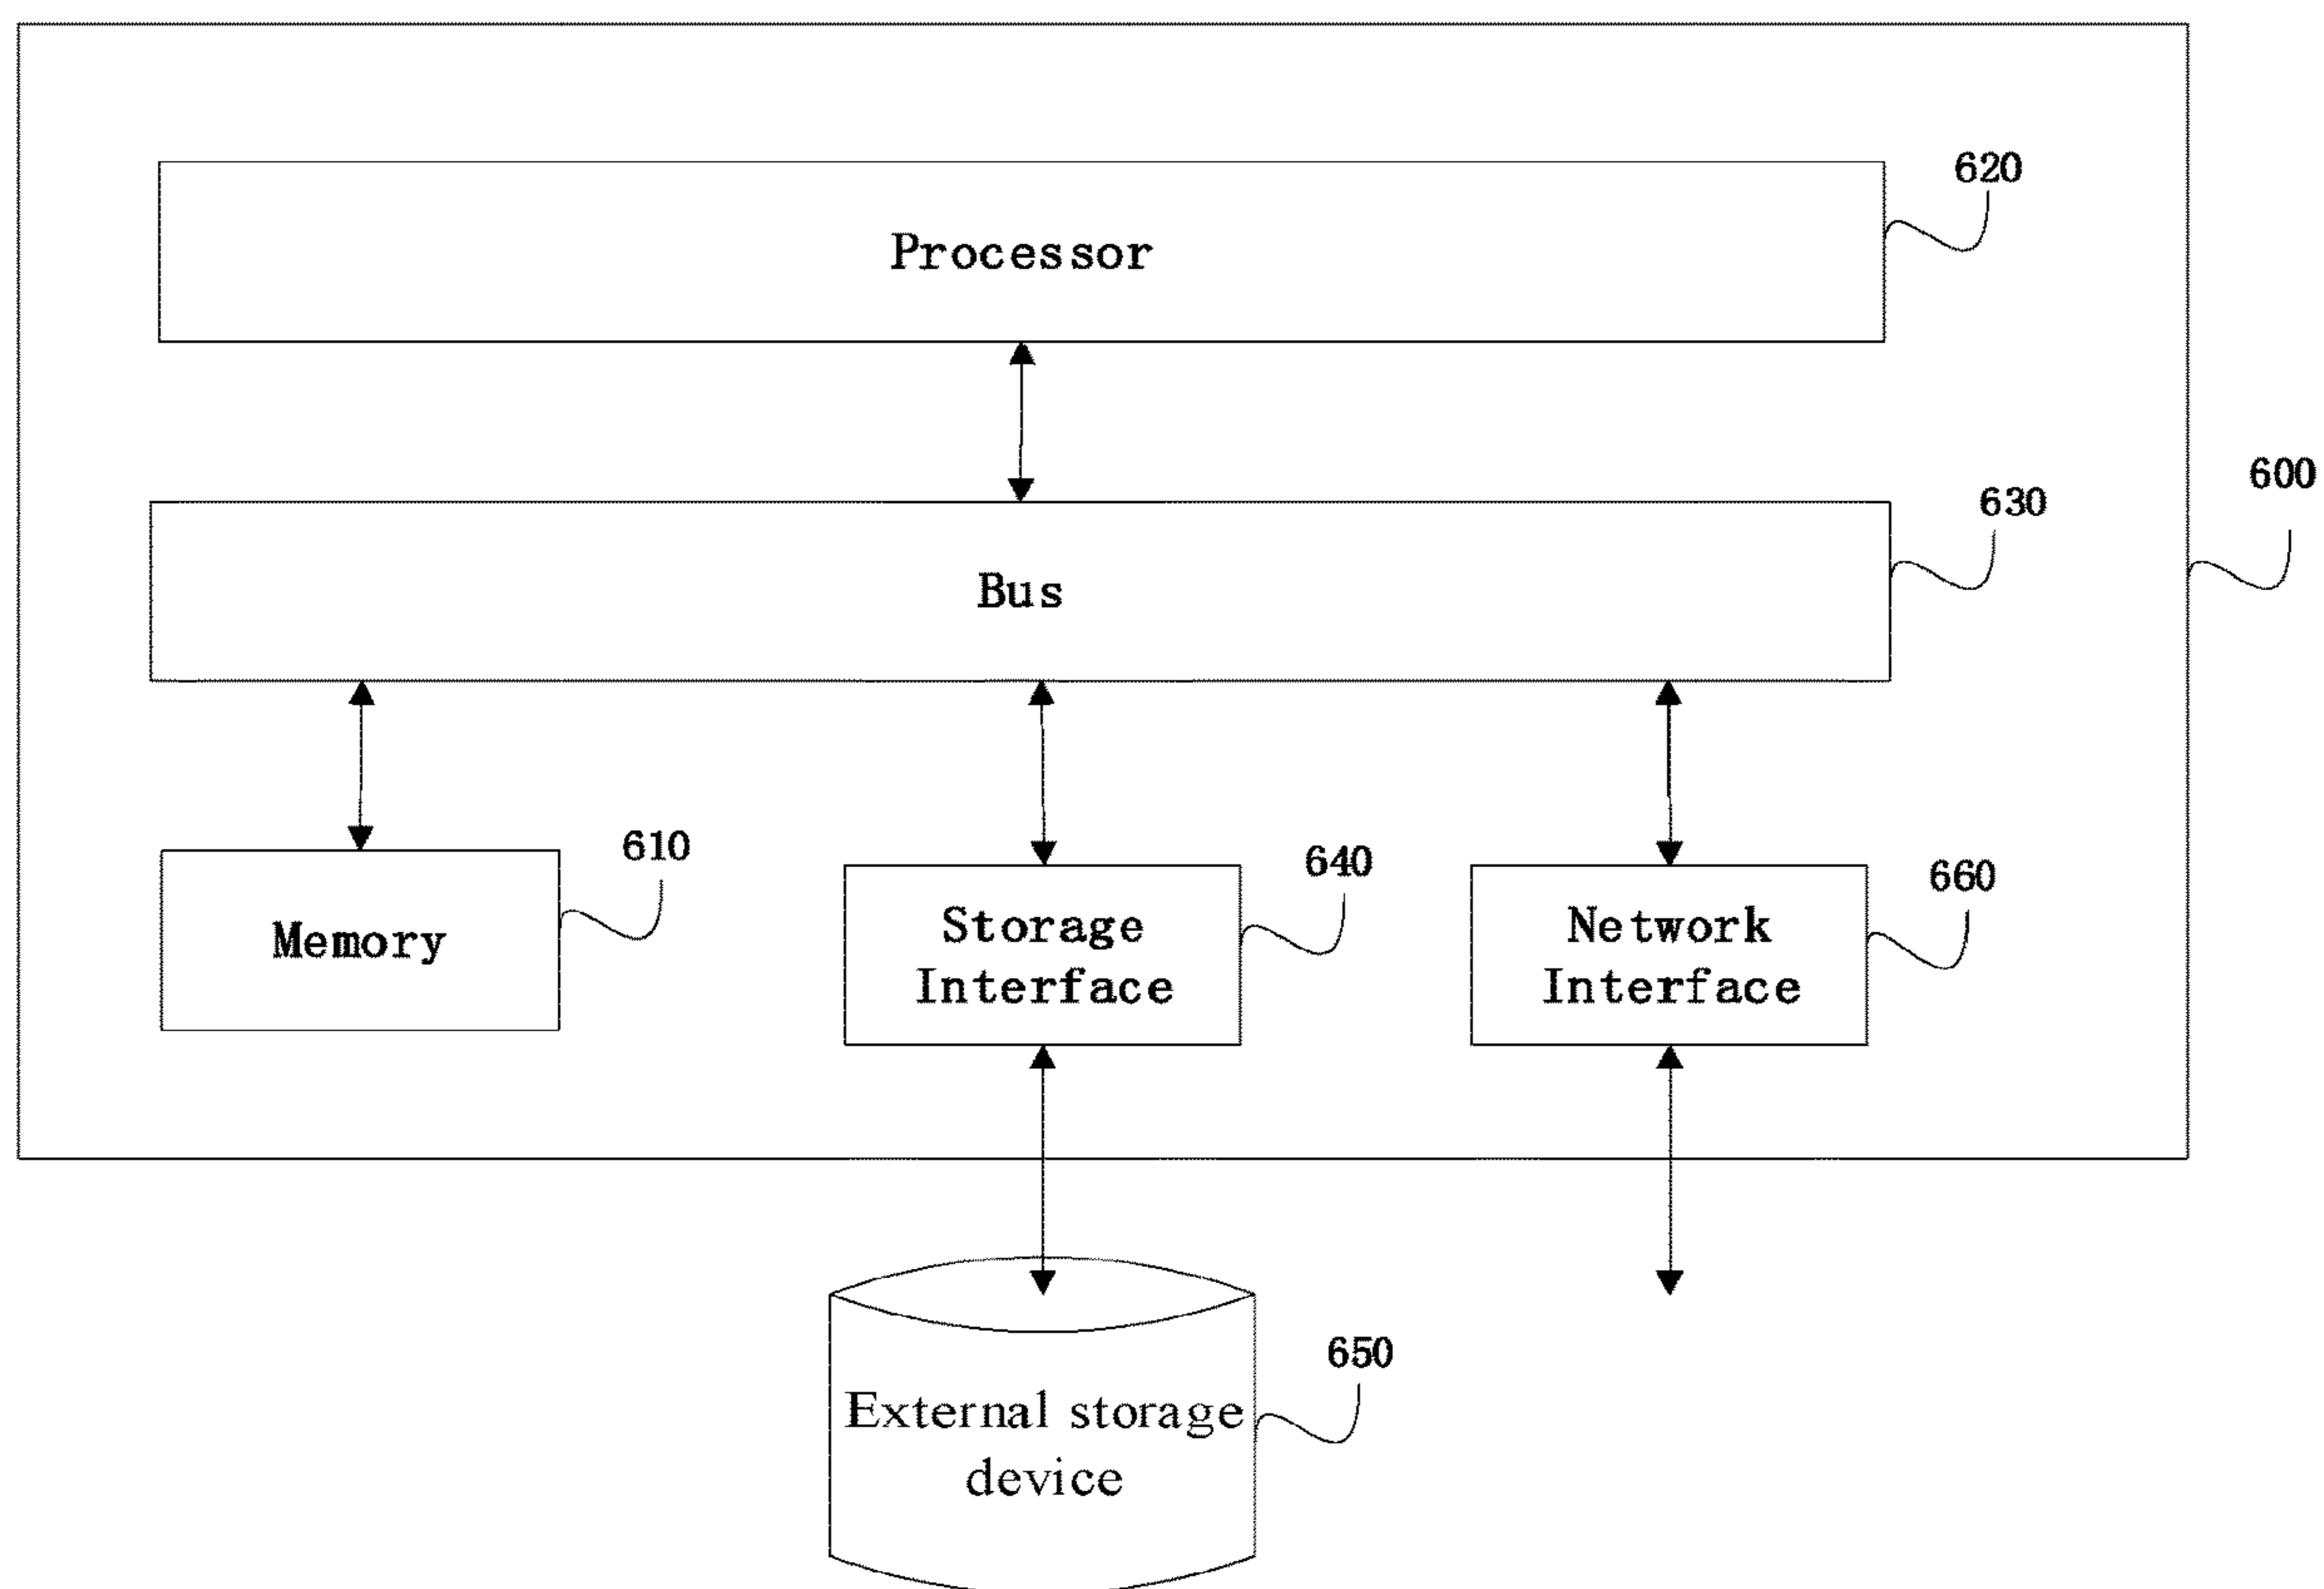 620
Processor
600
630
Bus
610
640
660
Memory
Storage
Interface
Network
Interface
650
External storage
device